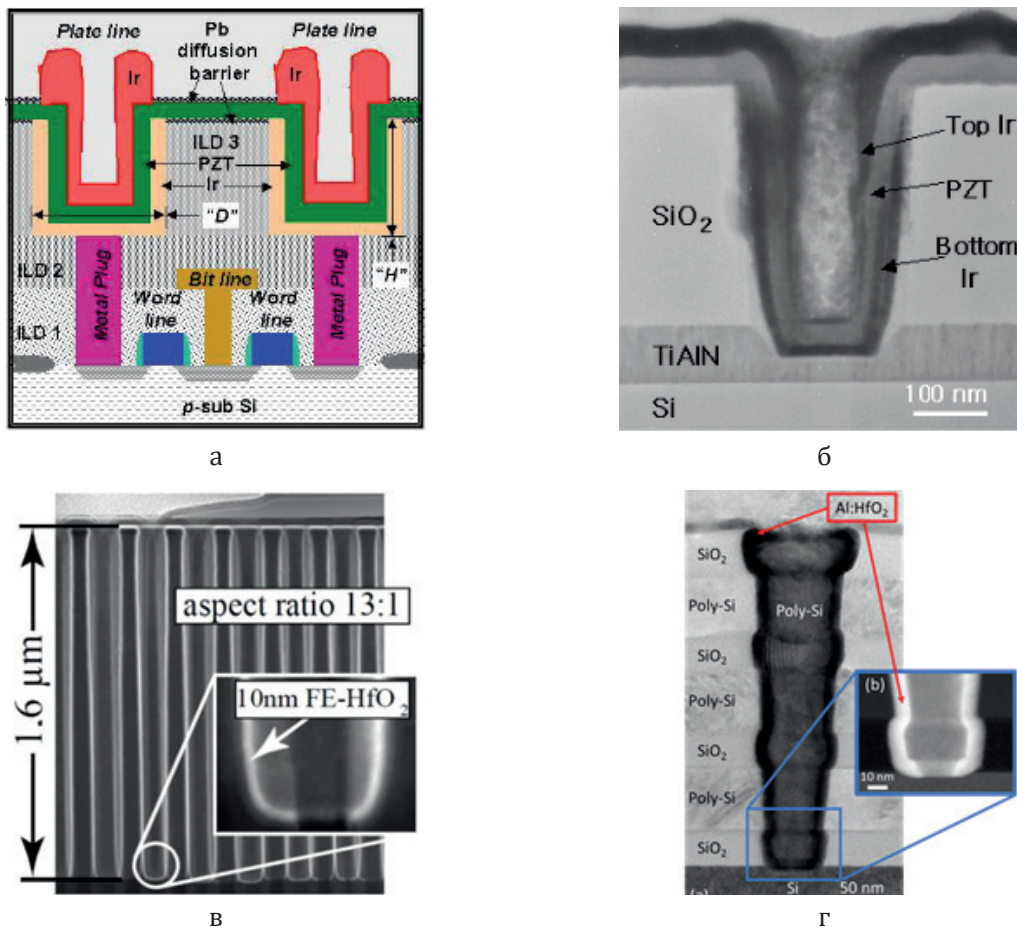 Plate line
Pb
diffusion
barrier
Plate line
Ir
Ir
ILD 3
PZT
Ir
"D"
"H"
ILD 2
Metal Plug
Bit line
Metal Plug
Word
line
Word
line
ILD 1
p-sub Si
а
Top Ir
PZT
SiO2
Bottom
Ir
TiAlN
Si
100 nm
б
aspect ratio 13:1
1.6 μm
10nm FE-HfO2
в
Al:HfO2
SiO2
Poly-Si
Poly-Si
SiO2
(b)
Poly-Si
SiO2
10 nm
Poly-Si
SiO2
Si
50 nm
г